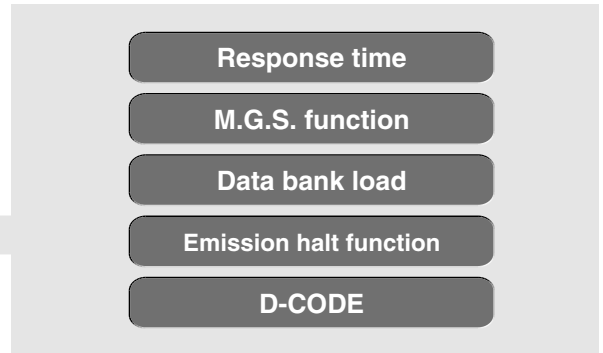 Response time
M.G.S. function
Data bank load
Emission halt function
D-CODE